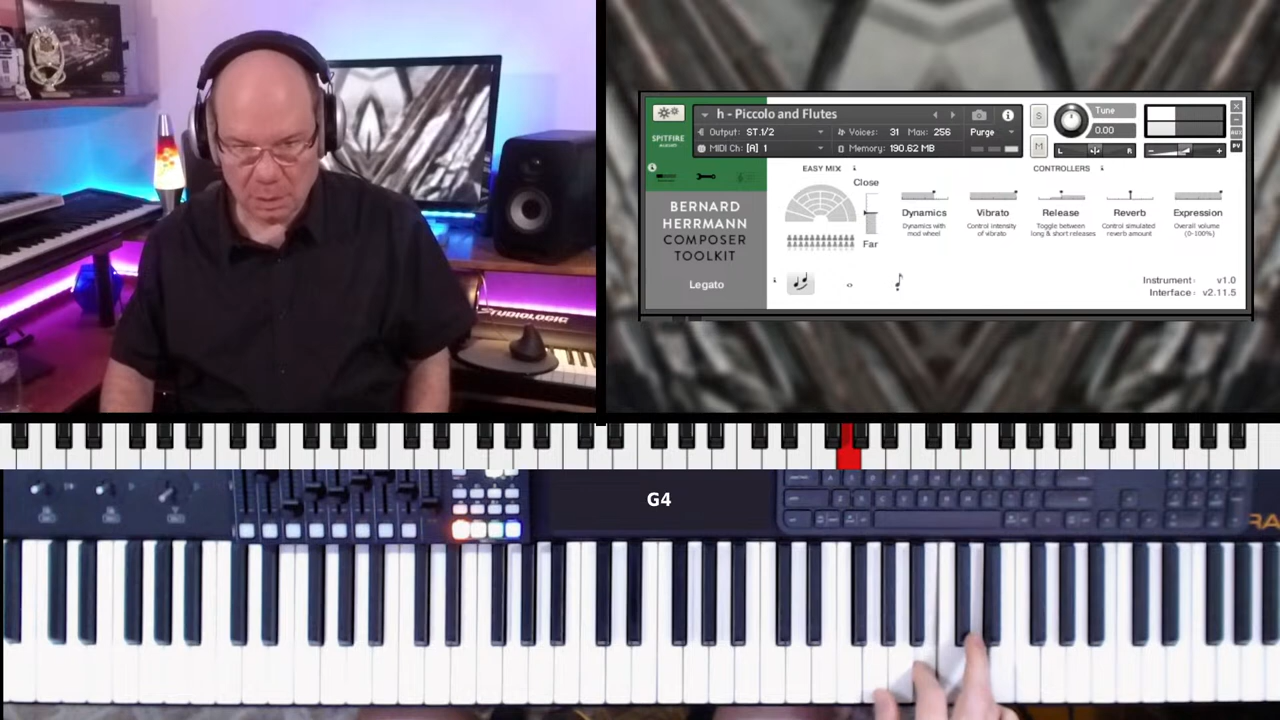 h - Piccolo and Flutes
Output: ST.1/2
Voices: 31 Max: 256
Purge
MIDI Ch: [A] 1
Memory: 190.62 MB
S
M
Tune
0.00
L
R
AUX
PV
SPITFIRE
AUDIO
BERNARD
HERRMANN
COMPOSER
TOOLKIT
Legato
EASY MIX
Close
Far
CONTROLLERS
Dynamics
Dynamics with
mod wheel
Vibrato
Control intensity
of vibrato
Release
Toggle between
long & short releases
Reverb
Control simulated
reverb amount
Expression
Overall volume
(0-100%)
Instrument: v1.0
Interface: v2.11.5
STUDIOLOGIC
G4